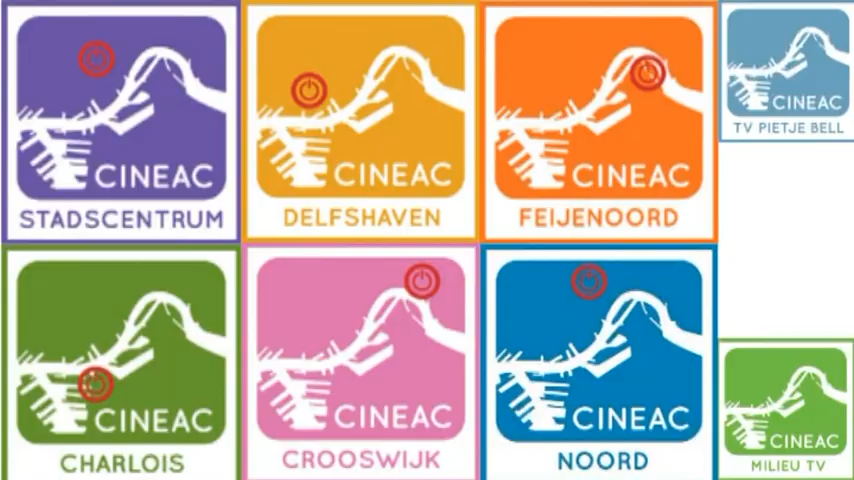 CINEAC
STADSCENTRUM
CINEAC
DELFSHAVEN
CINEAC
FEIJENOORD
CINEAC
TV PIETJE BELL
CINEAC
CHARLOIS
CINEAC
CROOSWIJK
CINEAC
NOORD
CINEAC
MILIEU TV